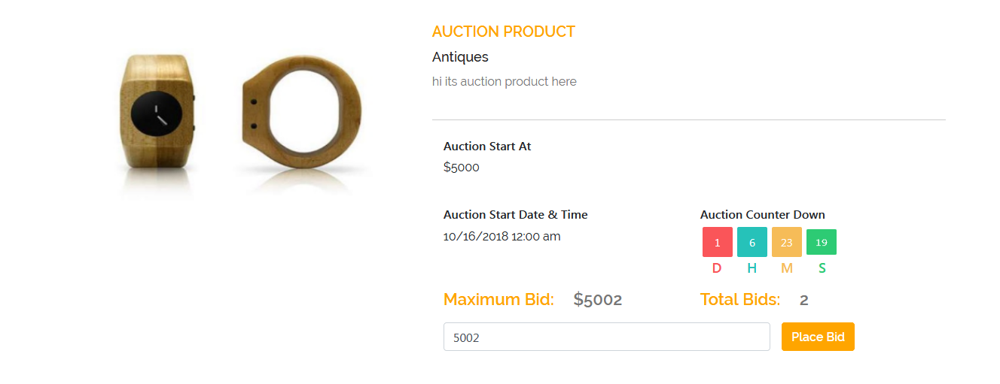 AUCTION PRODUCT
Antiques
hi its auction product here
Auction Start At
$5000
Auction Start Date & Time
10/16/2018 12:00 am
Auction Counter Down
1 6 23 19
D H M S
Maximum Bid: $5002
Total Bids: 2
5002
Place Bid